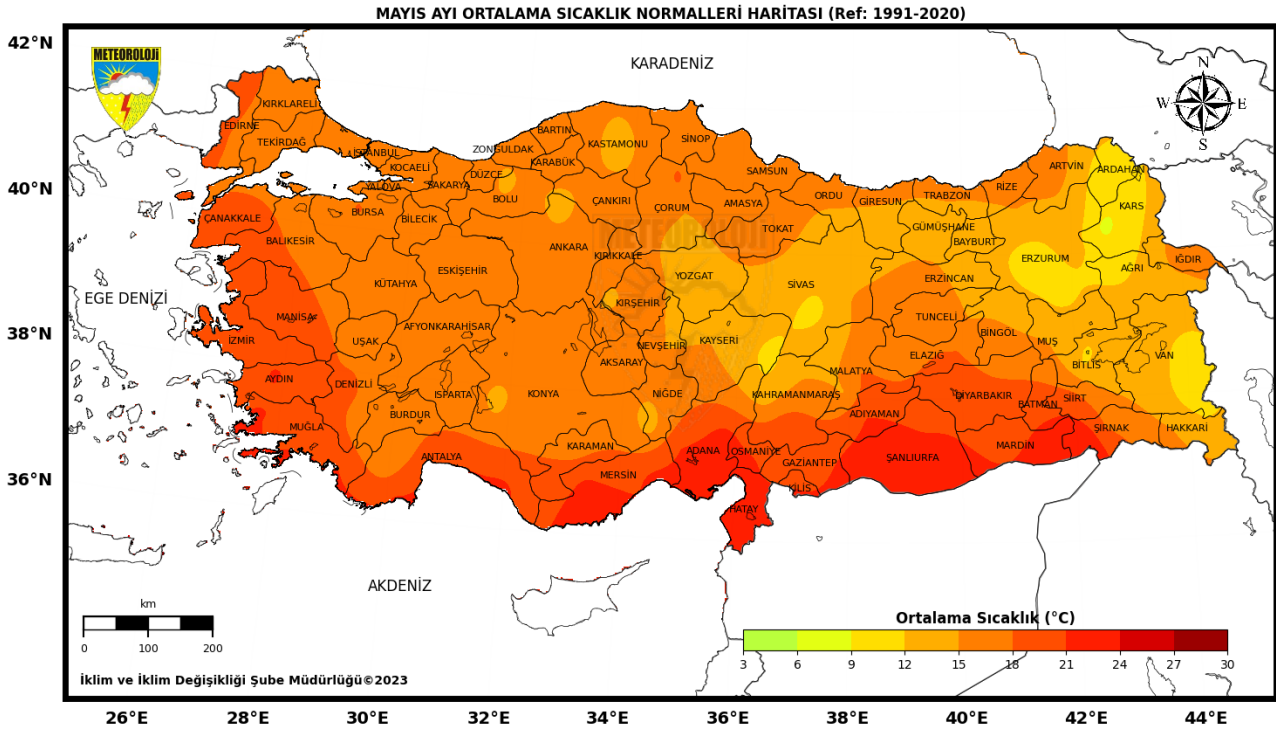 MAYIS AYI ORTALAMA SICAKLIK NORMALLERİ HARİTASI (Ref: 1991-2020)
42°N
METEOROLOJİ
KARADENİZ
N
W E
S
KIRKLARELİ
EDİRNE
TEKİRDAĞ
İSTANBUL
KOCAELİ
YALOVA
SAKARYA
DÜZCE
ZONGULDAK
BARTIN
KARABÜK
KASTAMONU
SİNOP
SAMSUN
ORDU
GİRESUN
TRABZON
RİZE
ARTVİN
ARDAHAN
40°N
KARS
ÇANAKKALE
BURSA
BİLECİK
BOLU
ÇANKIRI
ÇORUM
AMASYA
TOKAT
GÜMÜŞHANE
BAYBURT
METEOROLOJİ
BALIKESİR
ESKİŞEHİR
ANKARA
KIRIKKALE
YOZGAT
SİVAS
ERZİNCAN
ERZURUM
AĞRI
IĞDIR
EGE DENİZİ
KÜTAHYA
KIRŞEHİR
38°N
MANİSA
İZMİR
UŞAK
AFYONKARAHİSAR
NEVŞEHİR
KAYSERİ
AKSARAY
TUNCELİ
BİNGÖL
MUŞ
ELAZIĞ
BİTLİS
VAN
AYDIN
DENİZLİ
ISPARTA
KONYA
NİĞDE
KAHRAMANMARAŞ
MALATYA
DİYARBAKIR
BATMAN
SİİRT
BURDUR
ADIYAMAN
MUĞLA
ŞIRNAK
HAKKARİ
36°N
ANTALYA
KARAMAN
MERSİN
ADANA
OSMANİYE
GAZİANTEP
ŞANLIURFA
MARDİN
KİLİS
HATAY
AKDENİZ
km
0 100 200
Ortalama Sıcaklık (°C)
3 6 9 12 15 18 21 24 27 30
İklim ve İklim Değişikliği Şube Müdürlüğü©2023
26°E 28°E 30°E 32°E 34°E 36°E 38°E 40°E 42°E 44°E